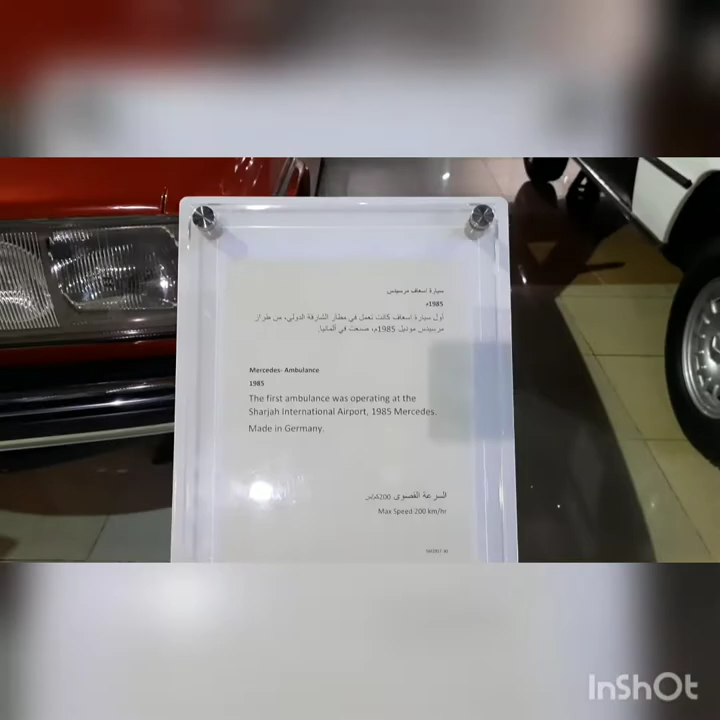 سيارة اسعاف مرسيدس
1985م
أول سيارة اسعاف كانت تعمل في مطار الشارقة الدولي، من طراز
مرسيدس موديل 1985م، صنعت في ألمانيا.
Mercedes- Ambulance
1985
The first ambulance was operating at the
Sharjah International Airport, 1985 Mercedes.
Made in Germany.
السرعة القصوى 200كم/س
Max Speed 200 km/hr
InShOt